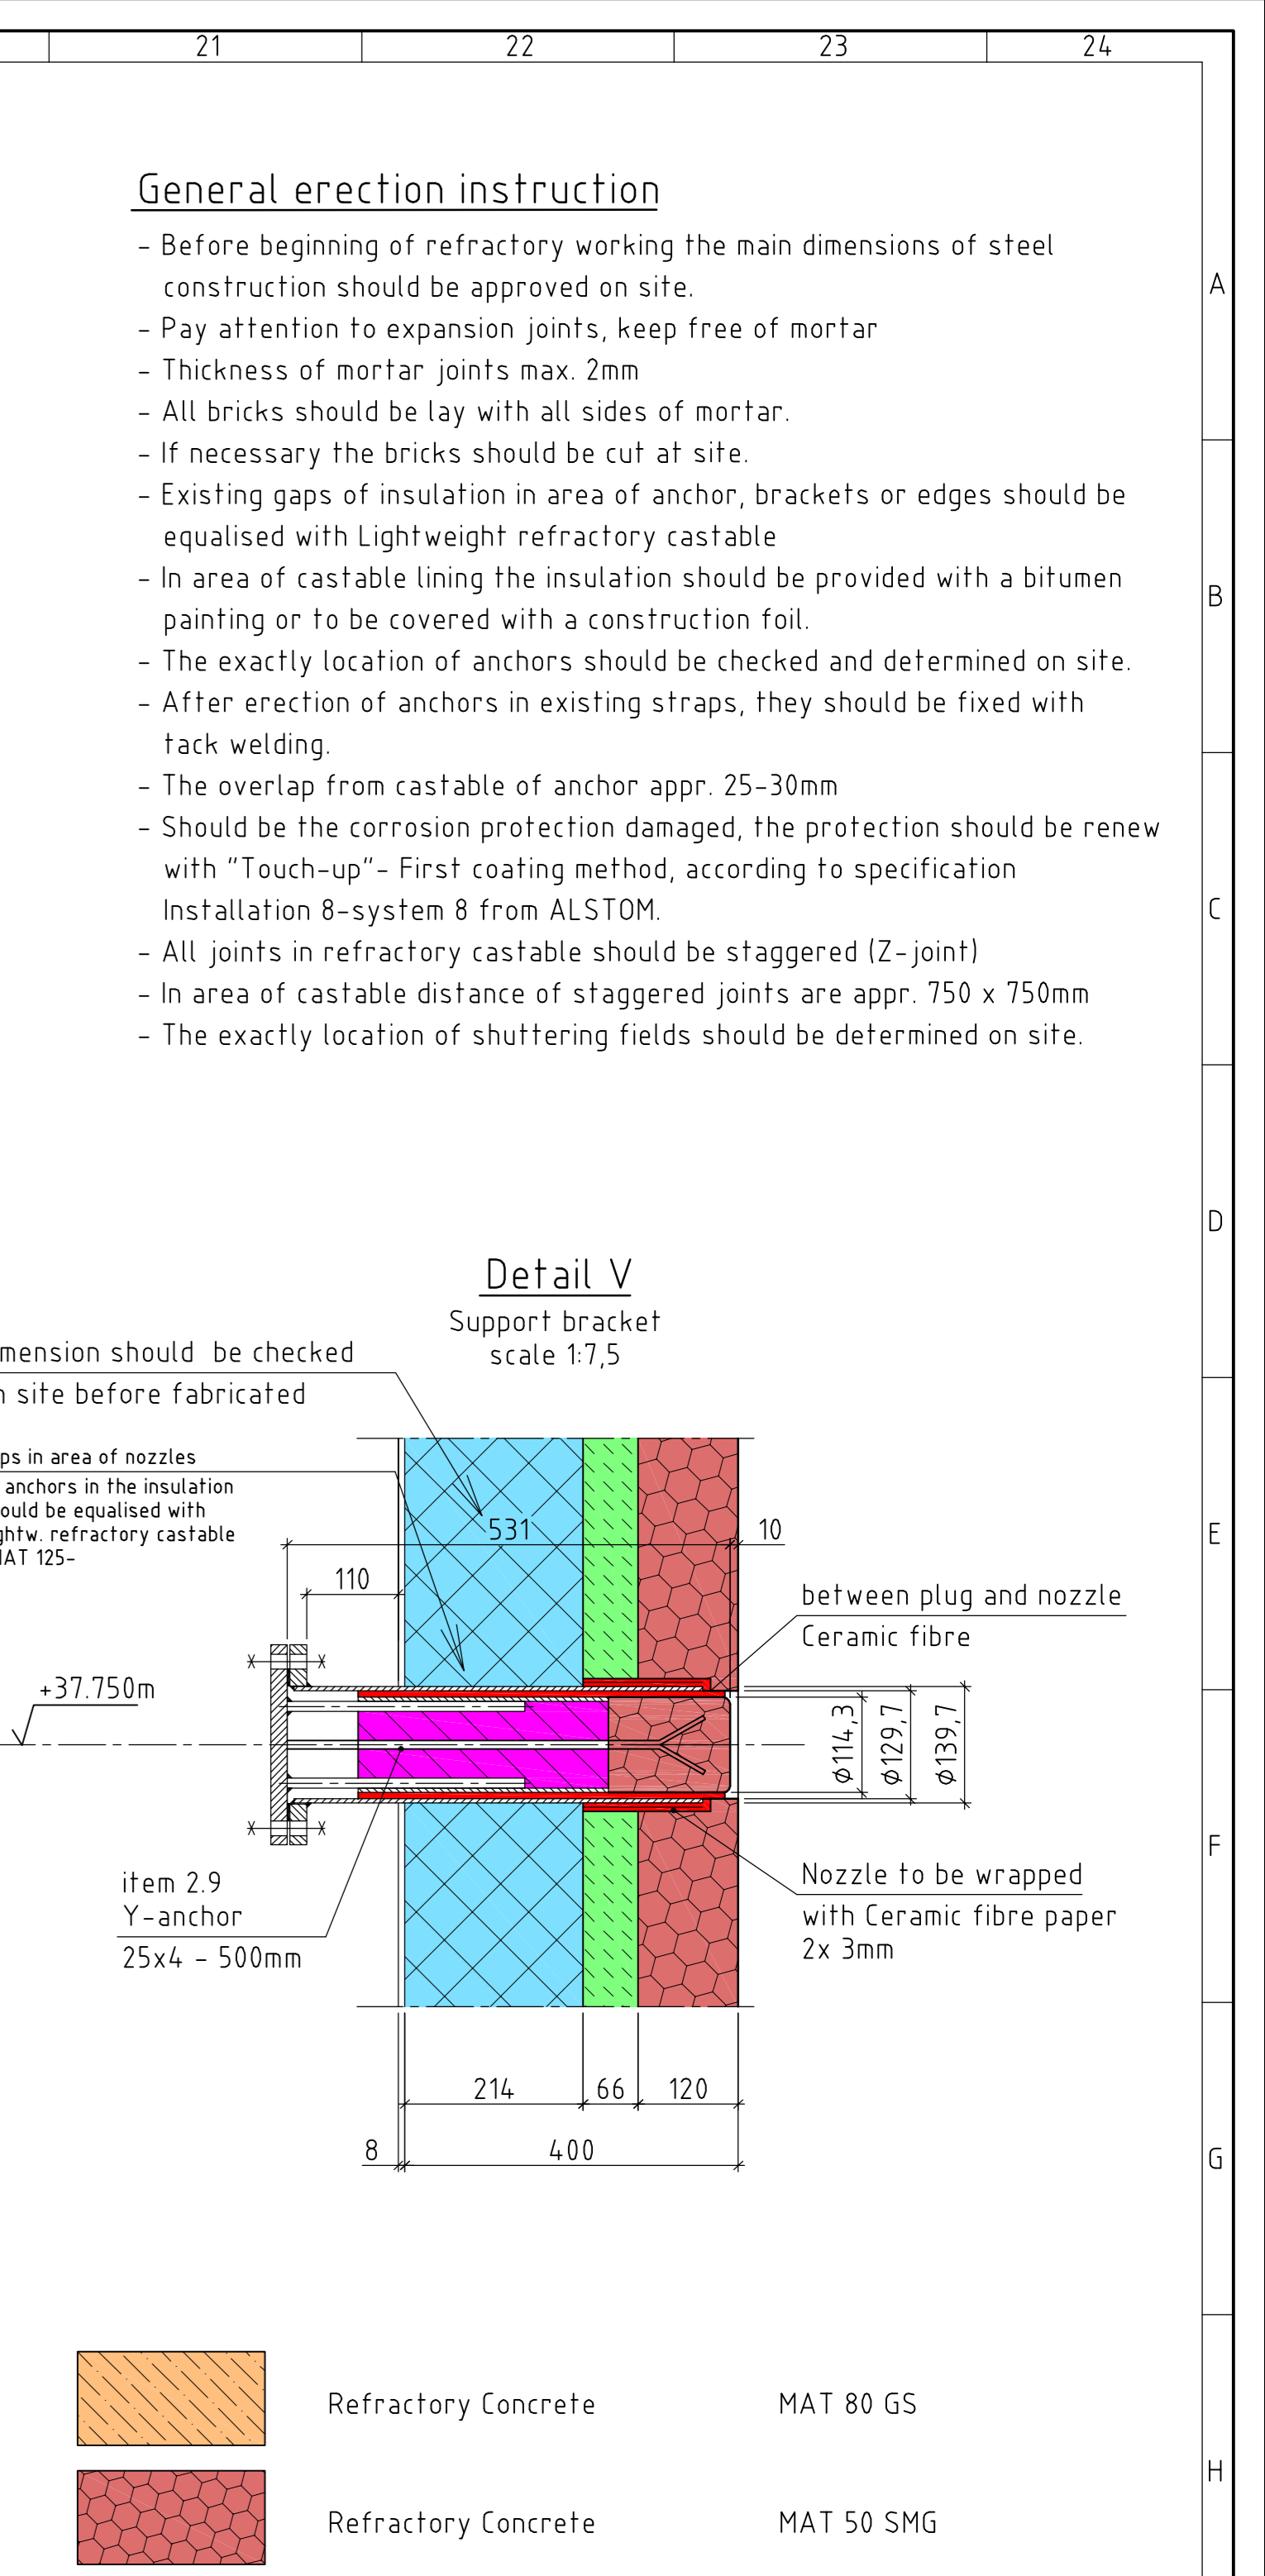 21
22
23
24
General erection instruction
- Before beginning of refractory working the main dimensions of steel
construction should be approved on site.
- Pay attention to expansion joints, keep free of mortar
- Thickness of mortar joints max. 2mm
- All bricks should be lay with all sides of mortar.
- If necessary the bricks should be cut at site.
- Existing gaps of insulation in area of anchor, brackets or edges should be
equalised with Lightweight refractory castable
- In area of castable lining the insulation should be provided with a bitumen
painting or to be covered with a construction foil.
- The exactly location of anchors should be checked and determined on site.
- After erection of anchors in existing straps, they should be fixed with
tack welding.
- The overlap from castable of anchor appr. 25-30mm
- Should be the corrosion protection damaged, the protection should be renew
with "Touch-up"- First coating method, according to specification
Installation 8-system 8 from ALSTOM.
- All joints in refractory castable should be staggered (Z-joint)
- In area of castable distance of staggered joints are appr. 750 x 750mm
- The exactly location of shuttering fields should be determined on site.
A
B
C
D
E
F
G
H
Detail V
Support bracket
scale 1:7,5
mension should be checked
n site before fabricated
ps in area of nozzles
anchors in the insulation
ould be equalised with
ghtw. refractory castable
MAT 125-
531
10
110
between plug and nozzle
Ceramic fibre
+37.750m
ϕ114,3
ϕ129,7
ϕ139,7
item 2.9
Y-anchor
25x4 - 500mm
Nozzle to be wrapped
with Ceramic fibre paper
2x 3mm
214
66
120
8
400
Refractory Concrete
MAT 80 GS
Refractory Concrete
MAT 50 SMG